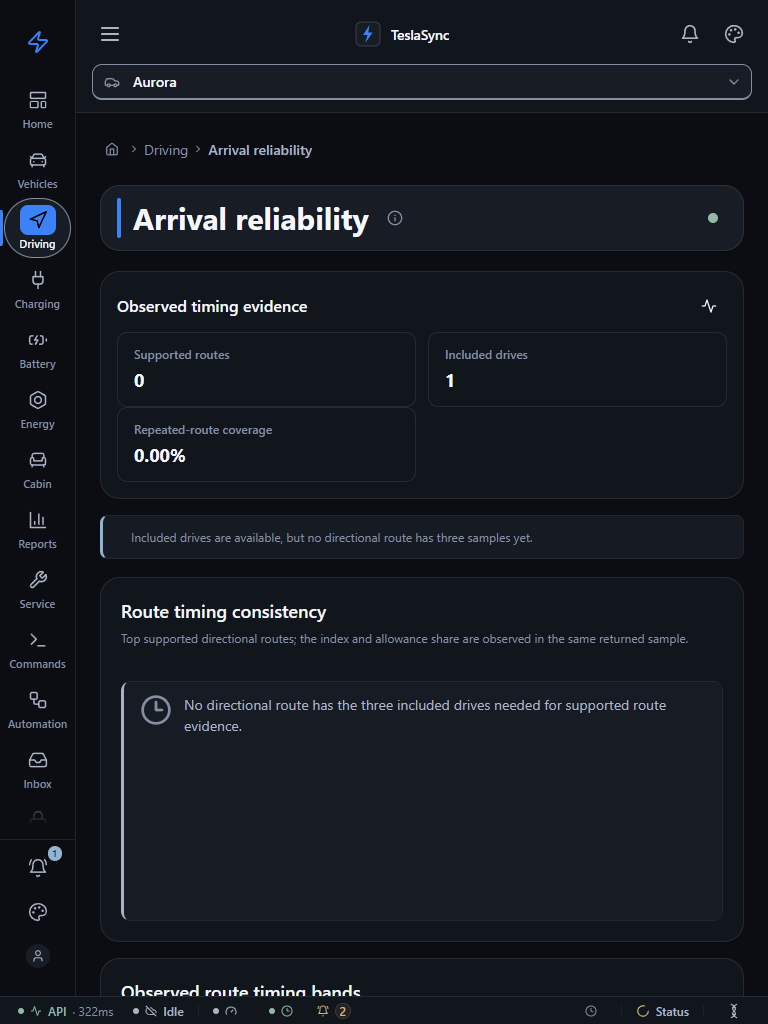 TeslaSync
Aurora
Home
Vehicles
Driving
Charging
Battery
Energy
Cabin
Reports
Service
Commands
Automation
Inbox
1
Driving
Arrival reliability
Arrival reliability
Observed timing evidence
Supported routes
0
Included drives
1
Repeated-route coverage
0.00%
Included drives are available, but no directional route has three samples yet.
Route timing consistency
Top supported directional routes; the index and allowance share are observed in the same returned sample.
No directional route has the three included drives needed for supported route
evidence.
Observed route timing bands
API · 322ms
Idle
2
Status